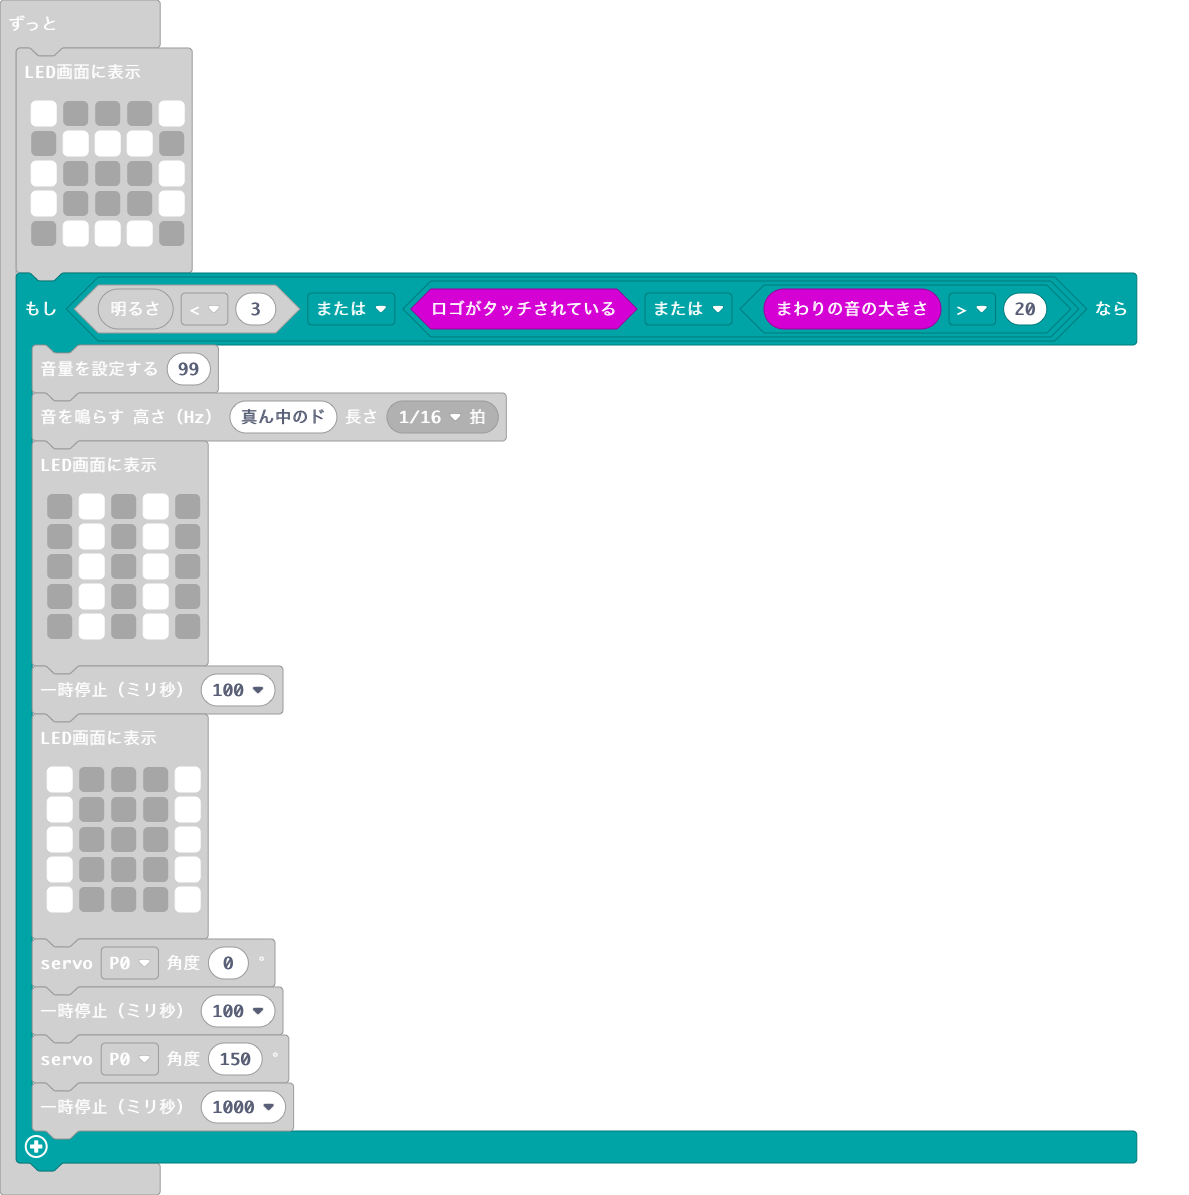 ずっと
LED画面に表示
もし 明るさ < 3 または ロゴがタッチされている または まわりの音の大きさ > 20 なら
音量を設定する 99
音を鳴らす 高さ (Hz) 真ん中のド 長さ 1/16 拍
LED画面に表示
一時停止 (ミリ秒) 100
LED画面に表示
servo P0 角度 0 °
一時停止 (ミリ秒) 100
servo P0 角度 150 °
一時停止 (ミリ秒) 1000